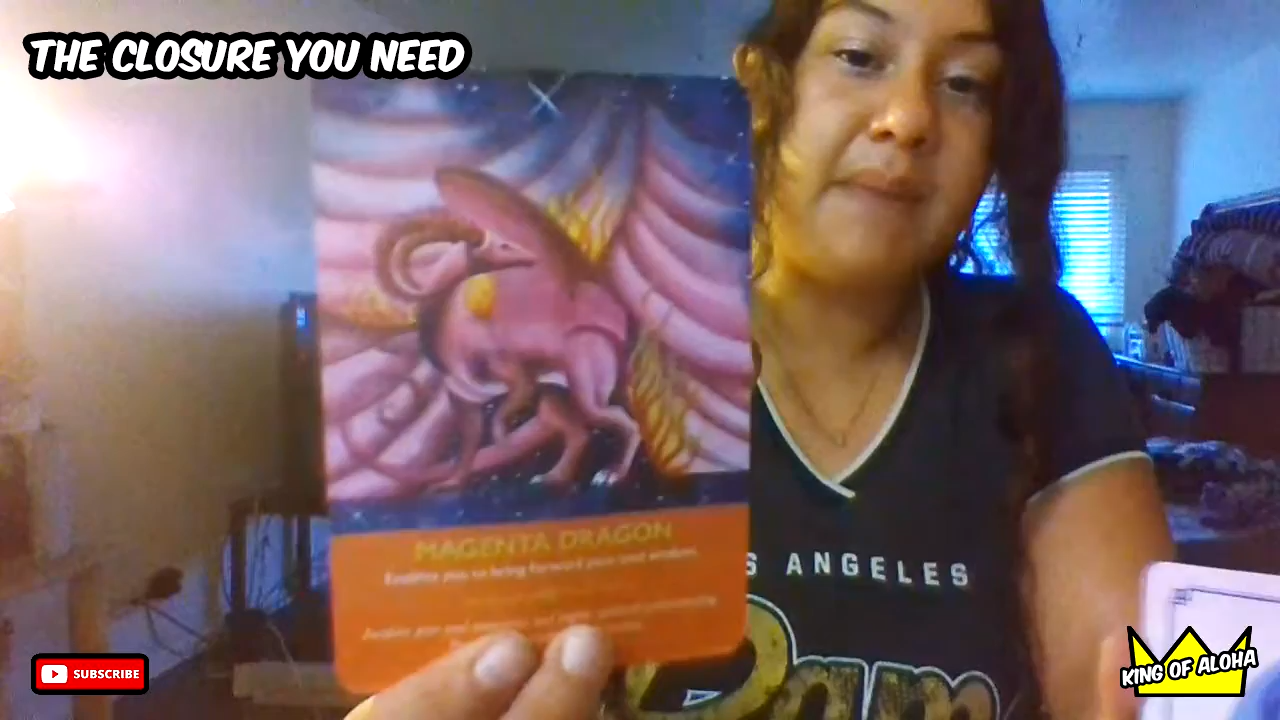 THE CLOSURE YOU NEED
MAGENTA DRAGON
Enables you to bring forward your soul wisdom.
S ANGELES
Ram
SUBSCRIBE
KING OF ALOHA